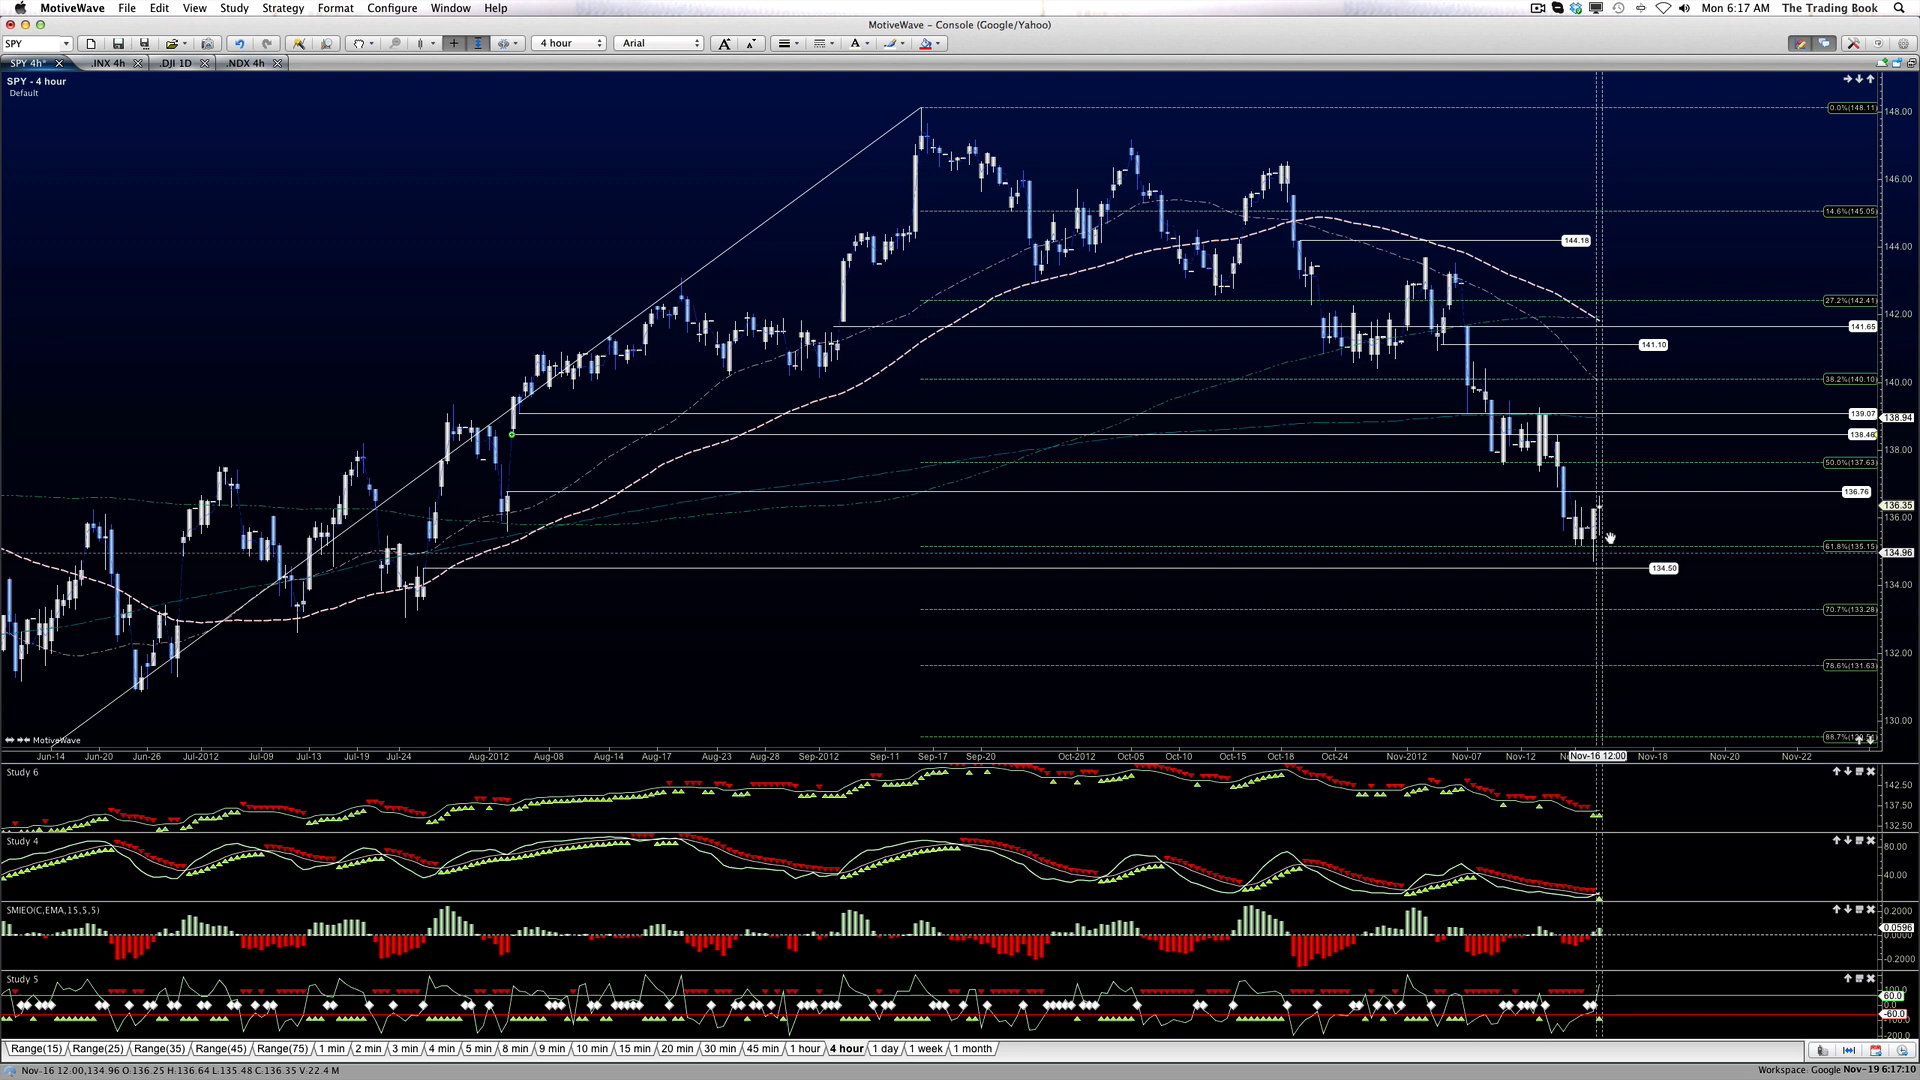 MotiveWave File Edit View Study Strategy Format Configure Window Help Mon 6:17 AM The Trading Book
MotiveWave - Console (Google/Yahoo)
SPY 4 hour Arial A A A
SPY 4h* .INX 4h .DJI 1D .NDX 4h
SPY - 4 hour
Default
0.0%(148.11)
148.00
146.00
14.6%(145.05)
144.18
144.00
27.2%(142.41)
142.00
141.65
141.10
38.2%(140.10)
140.00
139.07
138.94
138.46
138.00
50.0%(137.63)
136.76
136.35
136.00
61.8%(135.15)
134.96
134.50
134.00
70.7%(133.28)
132.00
78.6%(131.63)
130.00
MotiveWave
Jun-14 Jun-20 Jun-26 Jul-2012 Jul-09 Jul-13 Jul-19 Jul-24 Aug-2012 Aug-08 Aug-14 Aug-17 Aug-23 Aug-28 Sep-2012 Sep-11 Sep-17 Sep-20 Oct-2012 Oct-05 Oct-10 Oct-15 Oct-18 Oct-24 Nov-2012 Nov-07 Nov-12 Nov-16 12:00 Nov-18 Nov-20 Nov-22
Study 6
142.50
137.50
132.50
Study 4
80.00
40.00
SMIEO(C,EMA,15,5,5)
0.2000
0.0596
0.0000
-0.2000
Study 5
60.0
-60.0
Range(15) Range(25) Range(35) Range(45) Range(75) 1 min 2 min 3 min 4 min 5 min 8 min 9 min 10 min 15 min 20 min 30 min 45 min 1 hour 4 hour 1 day 1 week 1 month
Nov-16 12:00,134.96 O:136.25 H:136.64 L:135.48 C:136.35 V:22.4 M Workspace: Google Nov-19 6:17:10